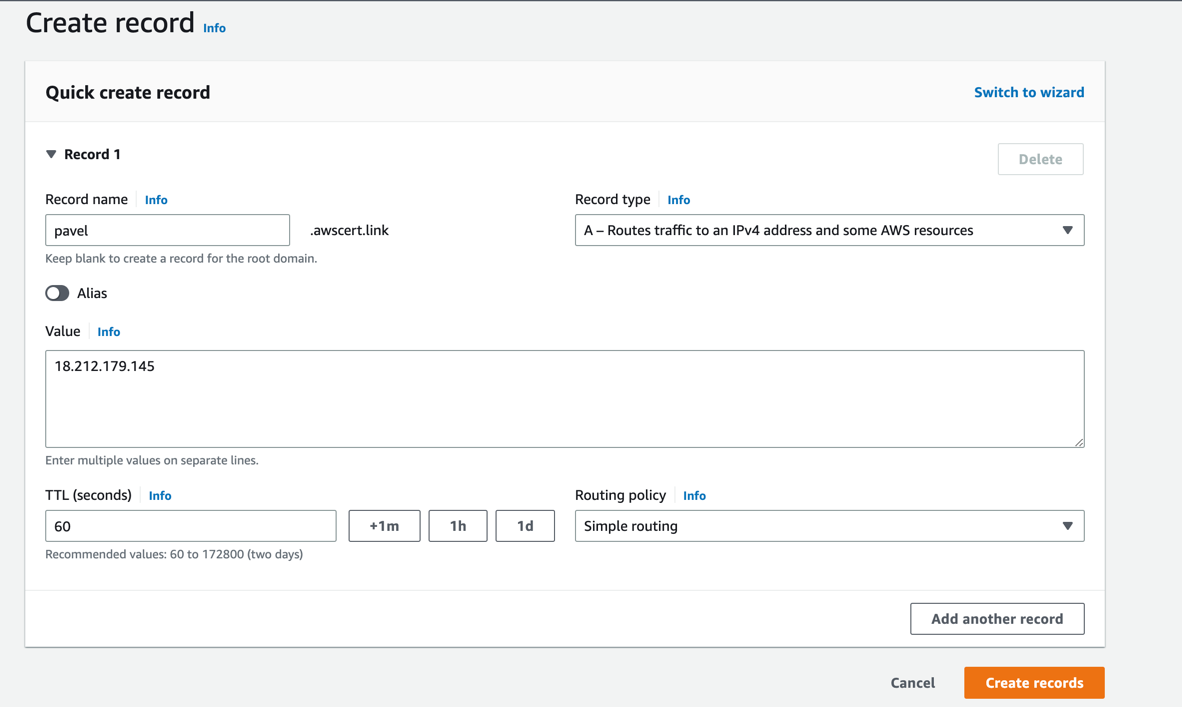 Create record Info
Quick create record Switch to wizard
▼ Record 1 Delete
Record name Info Record type Info
pavel .awscert.link A – Routes traffic to an IPv4 address and some AWS resources
Keep blank to create a record for the root domain.
Alias
Value Info
18.212.179.145
Enter multiple values on separate lines.
TTL (seconds) Info Routing policy Info
60 +1m 1h 1d Simple routing
Recommended values: 60 to 172800 (two days)
Add another record
Cancel Create records